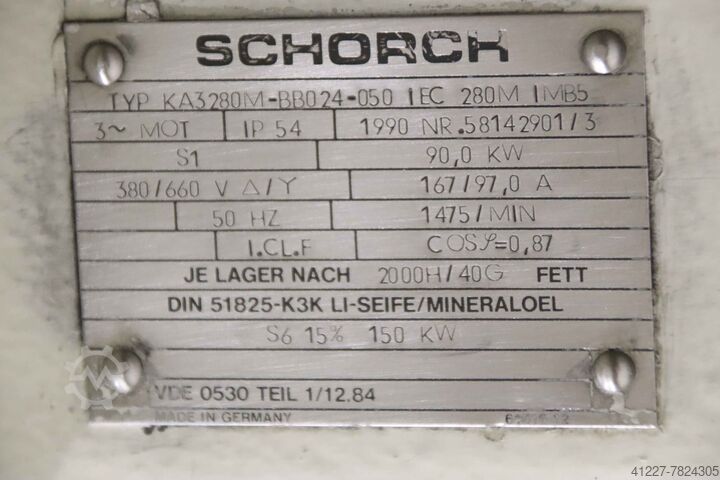 SCHORCH
TYP KA3280M-BB024-050 IEC 280M IMB5
3~ MOT IP 54 1990 NR.58142901/3
S1 90,0 KW
380/660 V Δ/Y 167/97,0 A
50 HZ 1475/MIN
I.CL.F COSφ=0,87
JE LAGER NACH 2000H/40G FETT
DIN 51825-K3K LI-SEIFE/MINERALOEL
S6 15% 150 KW
VDE 0530 TEIL 1/12.84
MADE IN GERMANY
41227-7824305